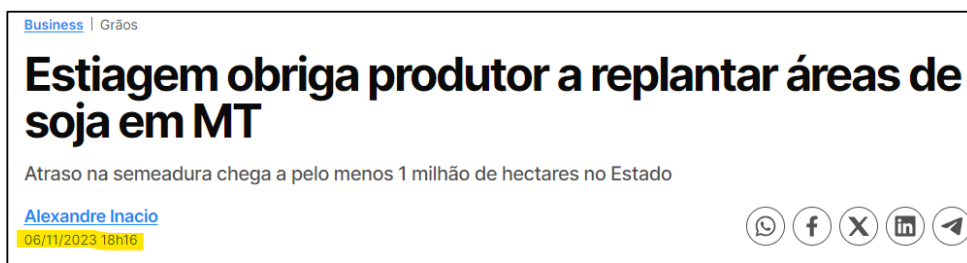 Business | Grãos
Estiagem obriga produtor a replantar áreas de
soja em MT
Atraso na semeadura chega a pelo menos 1 milhão de hectares no Estado
Alexandre Inacio
06/11/2023 18h16